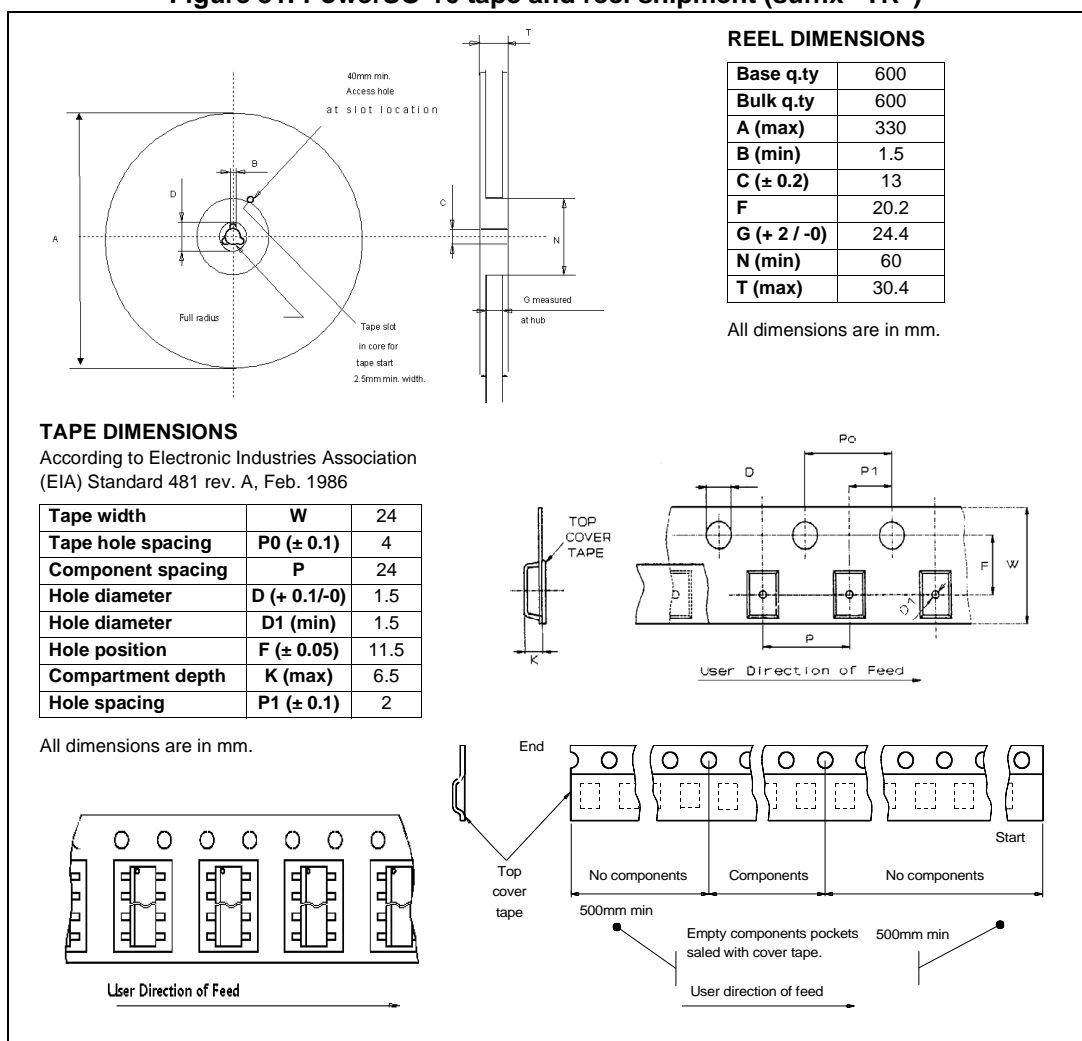 REEL DIMENSIONS
Base q.ty 600
Bulk q.ty 600
A (max) 330
B (min) 1.5
C (± 0.2) 13
F 20.2
G (+ 2 / -0) 24.4
N (min) 60
T (max) 30.4
All dimensions are in mm.
T
40mm min.
Access hole
at slot location
B
D
A
C
N
Full radius
Tape slot
in core for
tape start
2.5mm min. width.
G measured
at hub
TAPE DIMENSIONS
According to Electronic Industries Association
(EIA) Standard 481 rev. A, Feb. 1986
Tape width W 24
Tape hole spacing P0 (± 0.1) 4
Component spacing P 24
Hole diameter D (+ 0.1/-0) 1.5
Hole diameter D1 (min) 1.5
Hole position F (± 0.05) 11.5
Compartment depth K (max) 6.5
Hole spacing P1 (± 0.1) 2
All dimensions are in mm.
Po
D
P1
TOP
COVER
TAPE
F
W
D1
K
P
User Direction of Feed
End
Start
Top
cover
tape
No components
Components
No components
500mm min
Empty components pockets
saled with cover tape.
500mm min
User direction of feed
User Direction of Feed